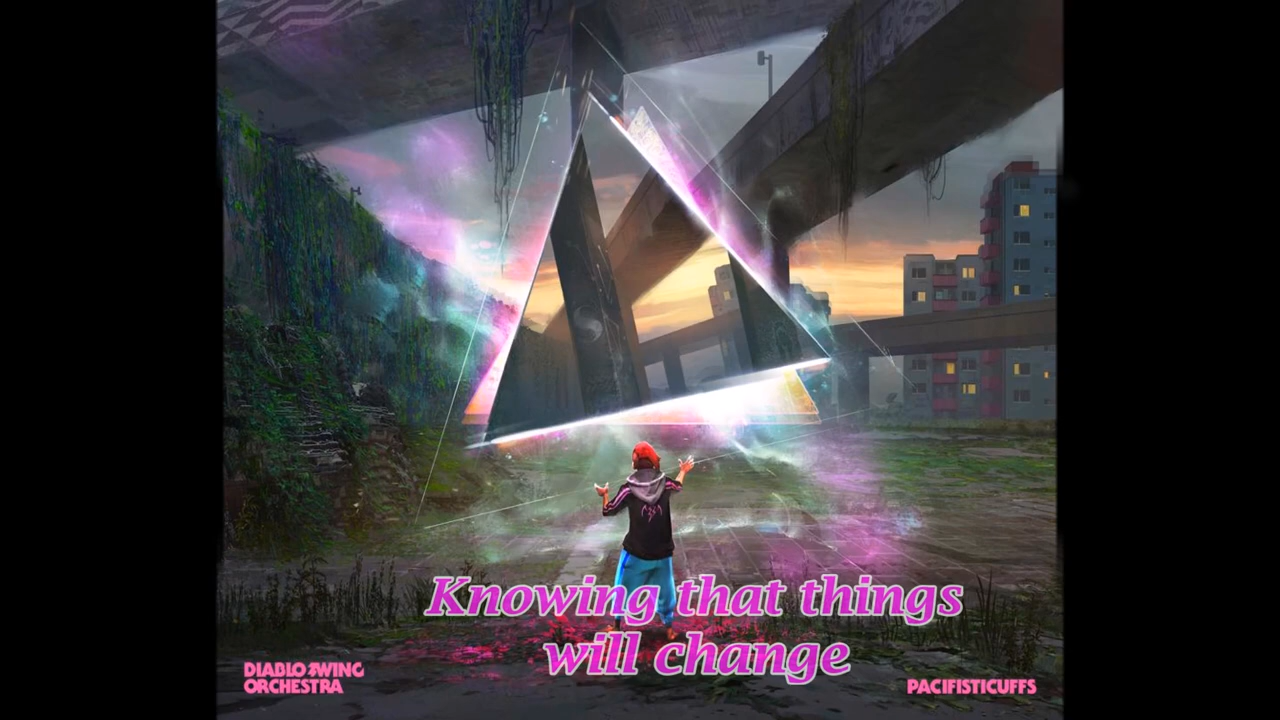 Knowing that things
will change
DIABLO SWING
ORCHESTRA
PACIFISTICUFFS